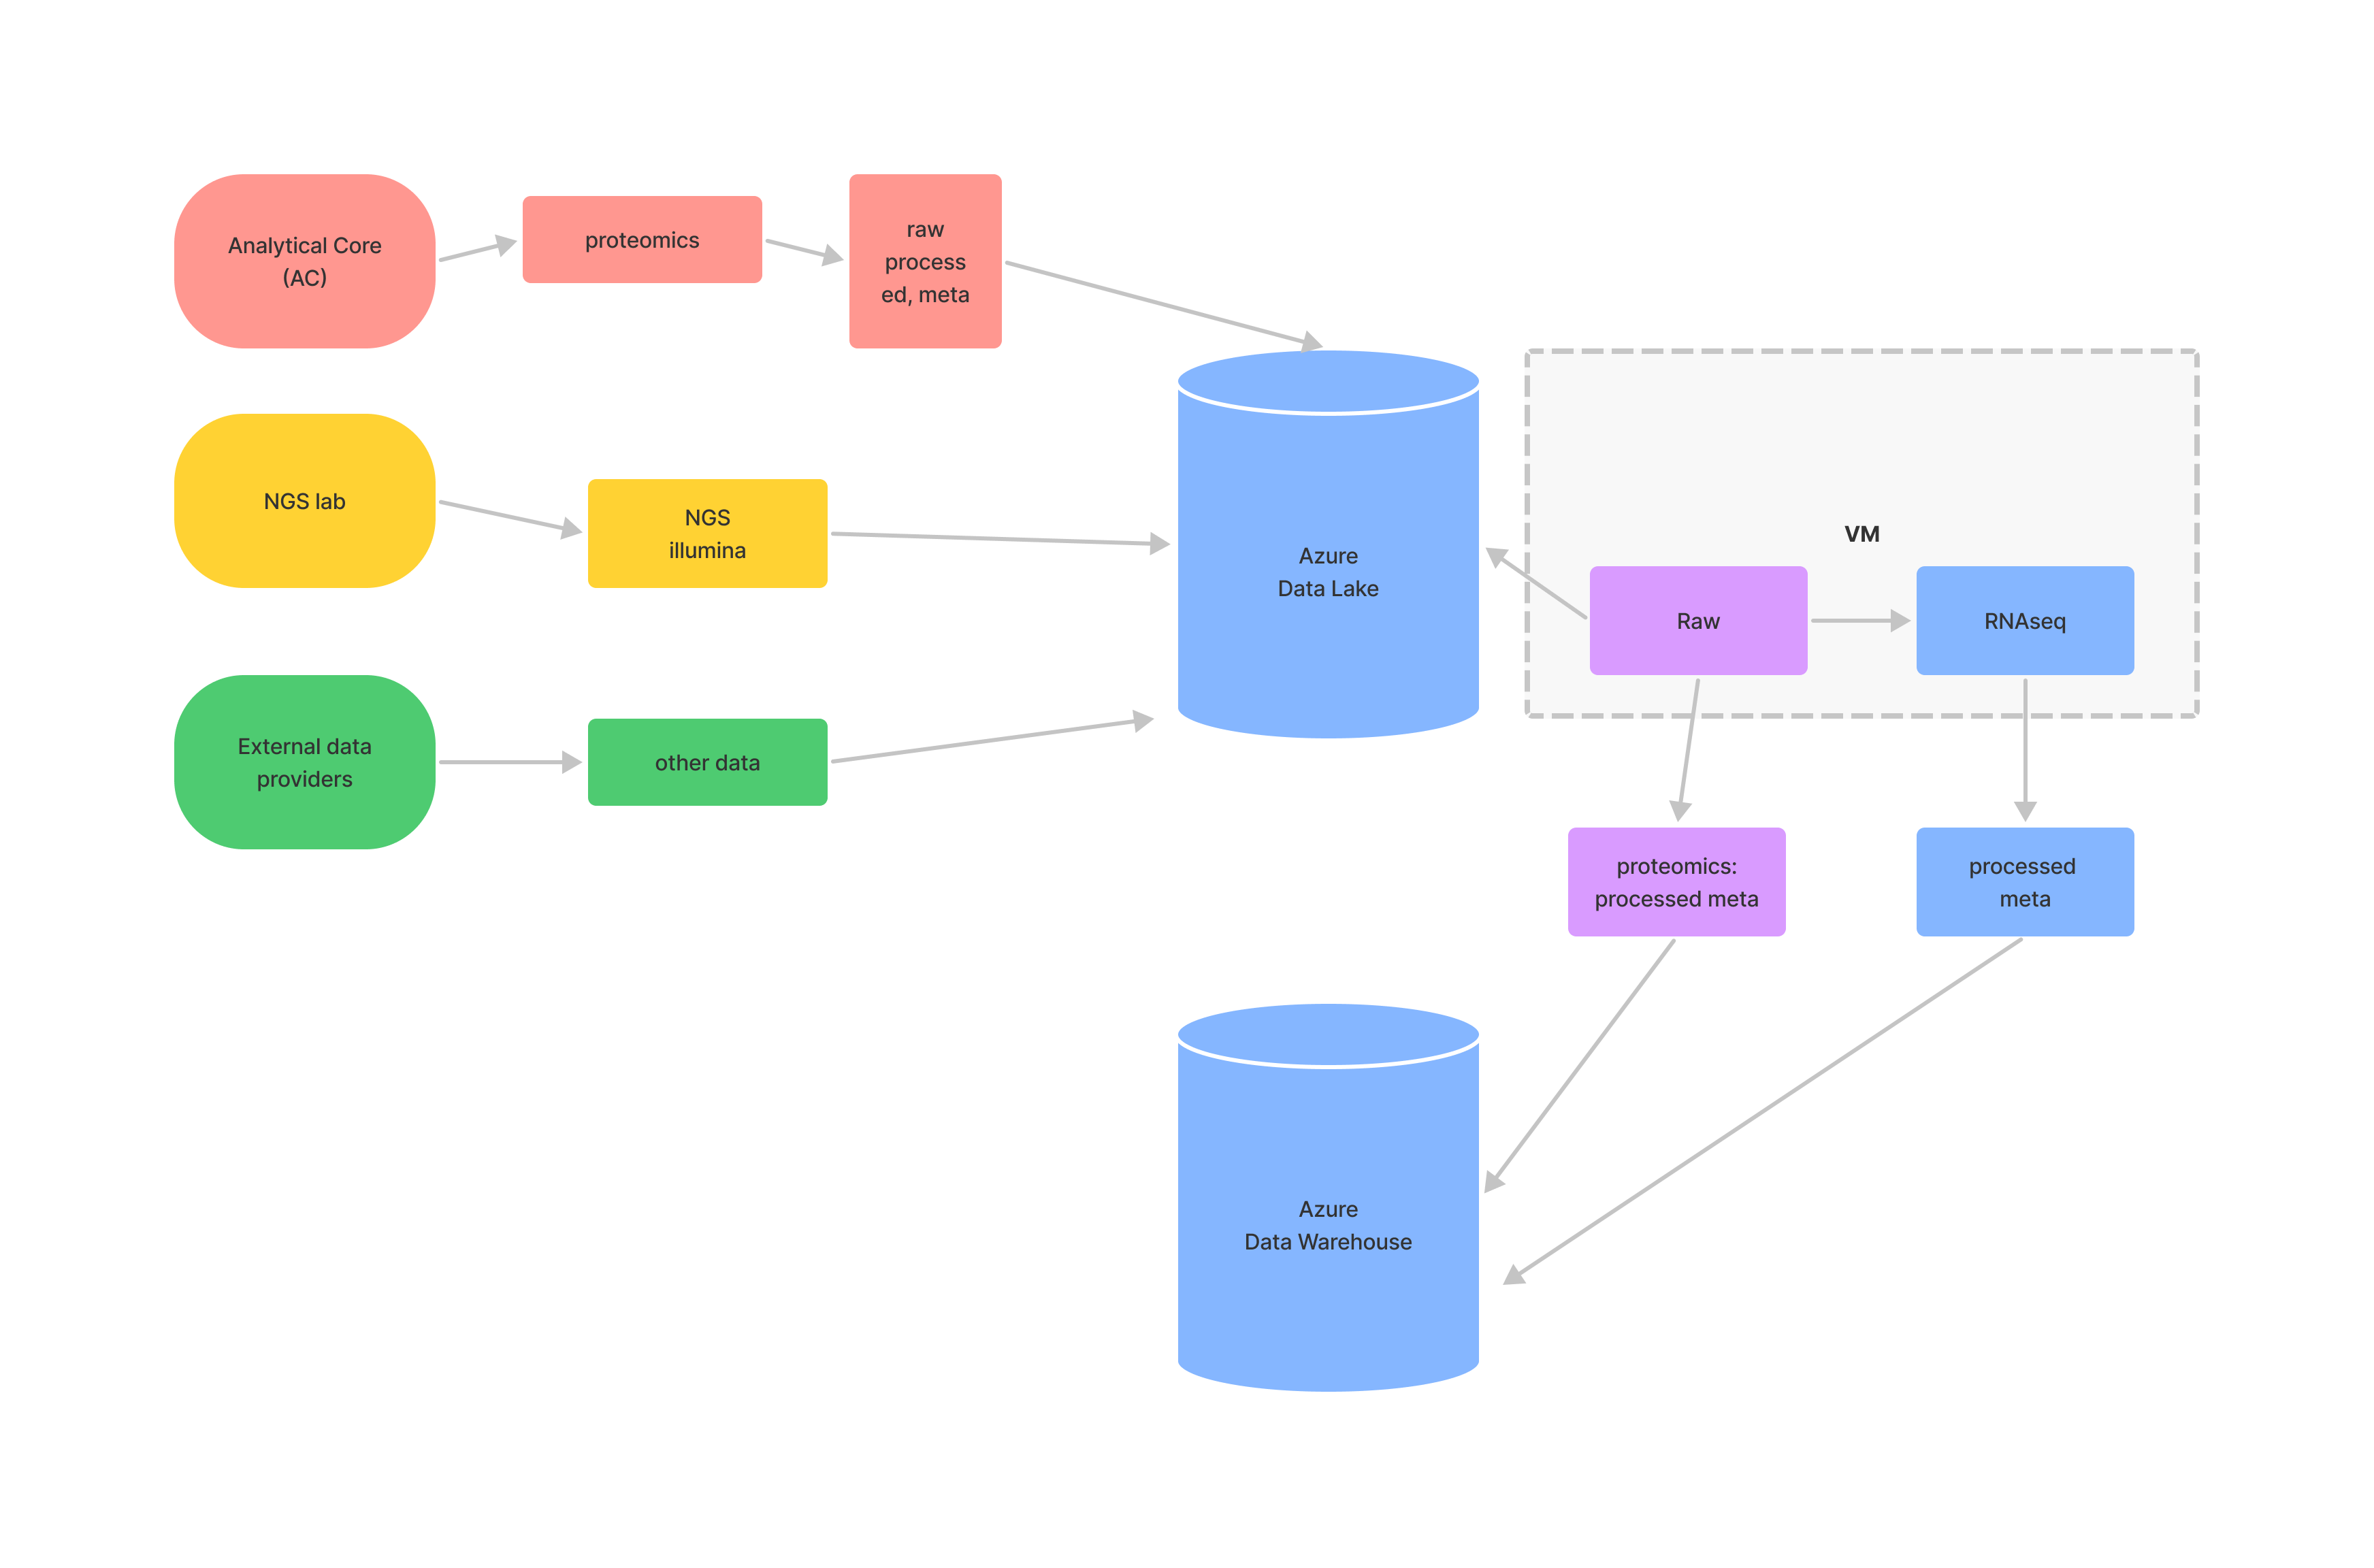 Analytical Core
(AC)
proteomics
raw
process
ed, meta
NGS lab
NGS
illumina
External data
providers
other data
Azure
Data Lake
VM
Raw
RNAseq
proteomics:
processed meta
processed
meta
Azure
Data Warehouse